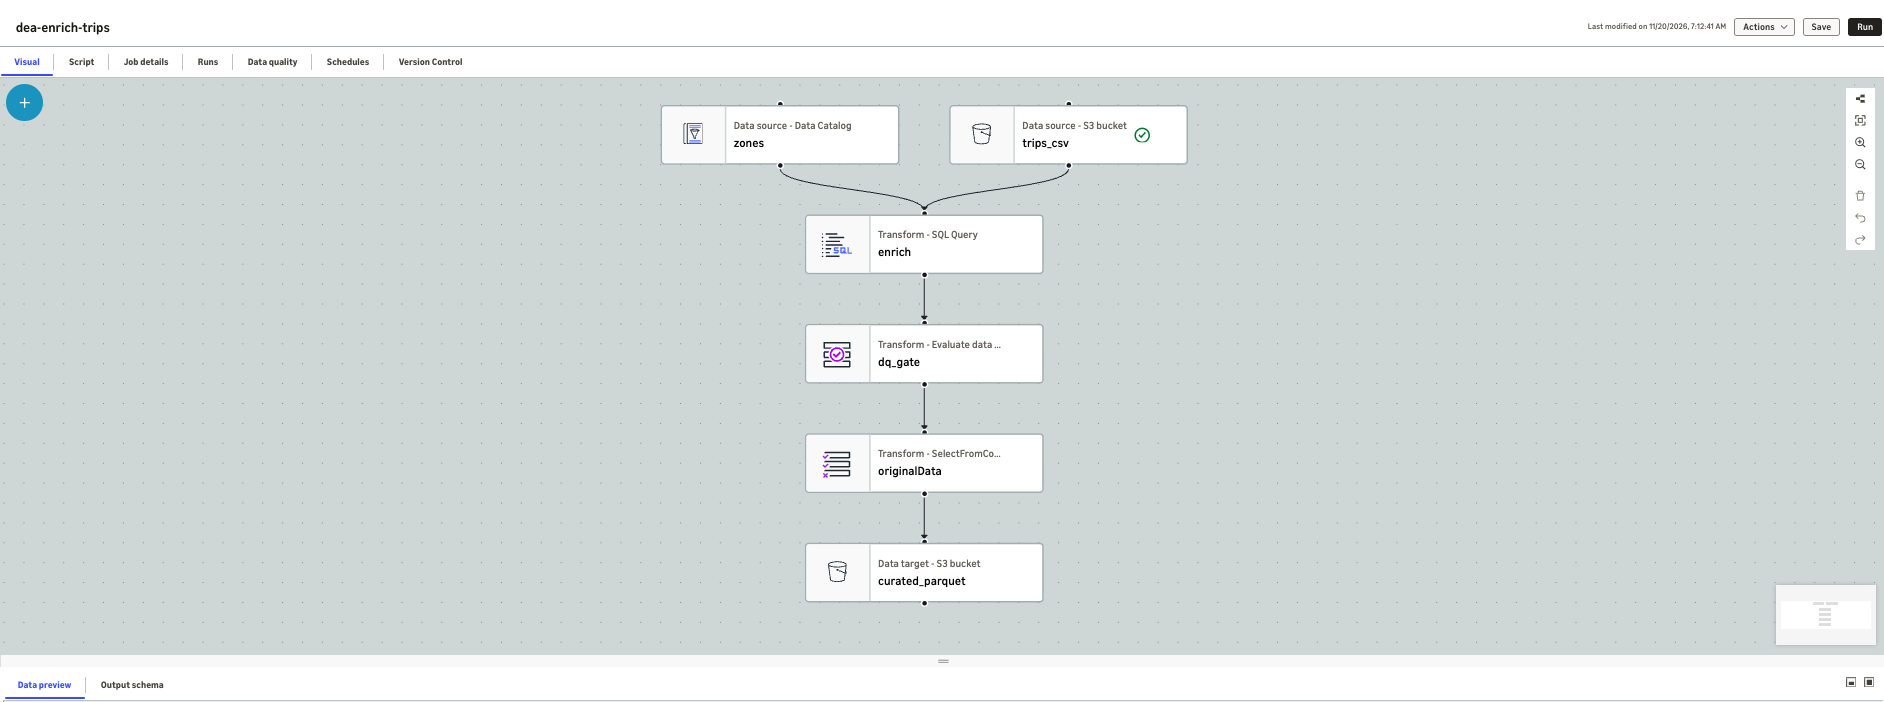 dea-enrich-trips
Last modified on 11/20/2026, 7:12:41 AM
Actions
Save
Run
Visual
Script
Job details
Runs
Data quality
Schedules
Version Control
Data source - Data Catalog
zones
Data source - S3 bucket
trips_csv
SQL
Transform - SQL Query
enrich
Transform - Evaluate data ...
dq_gate
Transform - SelectFromCo...
originalData
Data target - S3 bucket
curated_parquet
Data preview
Output schema